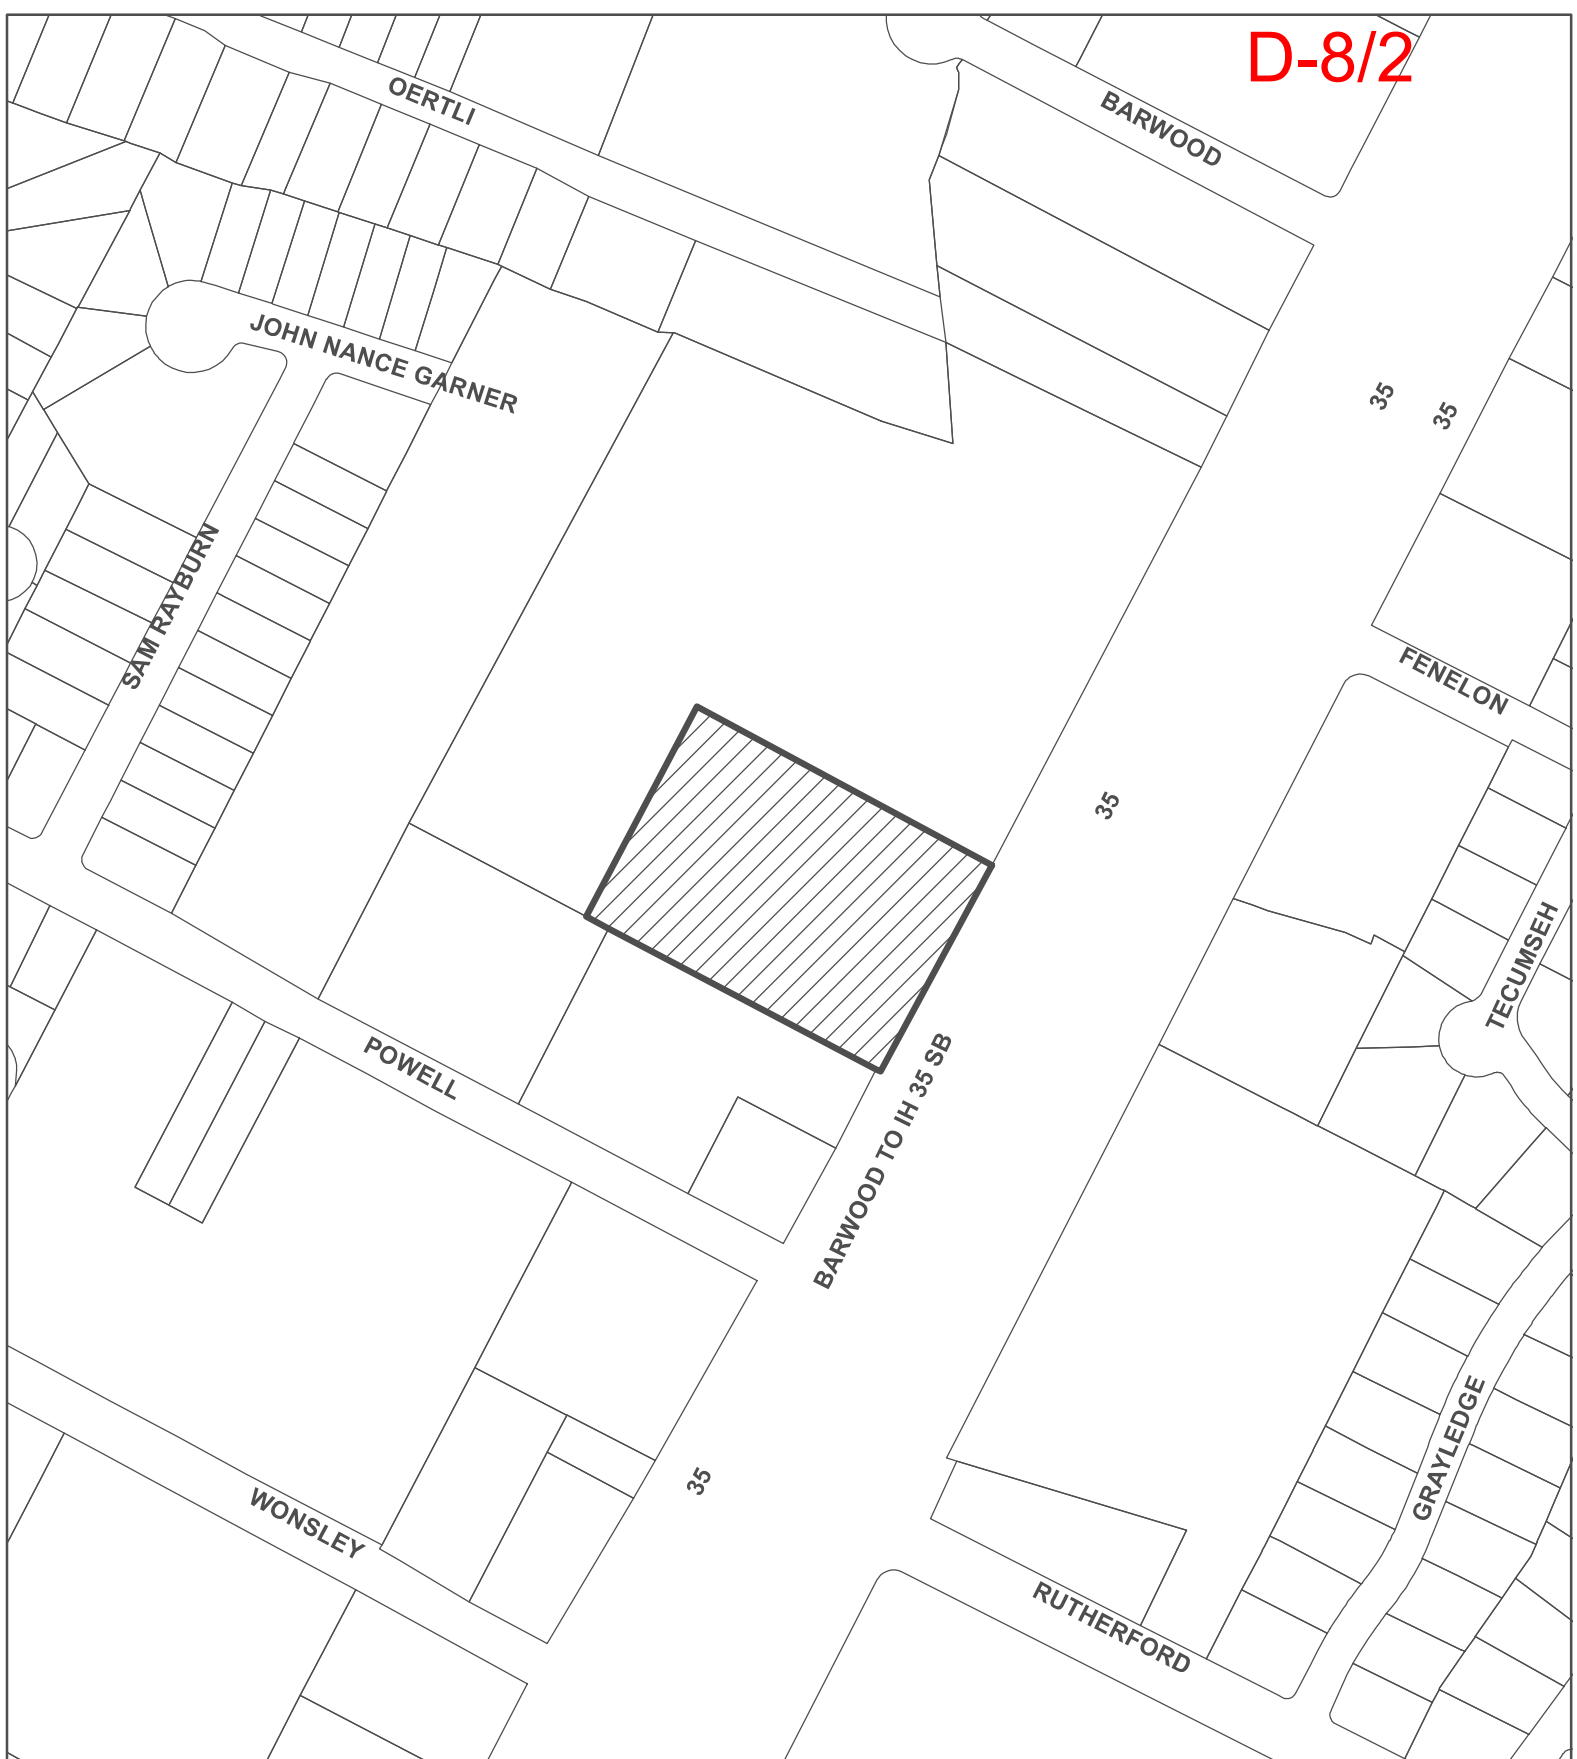 D-8/2
OERTLI
BARWOOD
JOHN NANCE GARNER
35
35
SAM RAYBURN
FENELON
35
TECUMSEH
POWELL
BARWOOD TO IH 35 SB
GRAYLEDGE
35
WONSLEY
RUTHERFORD